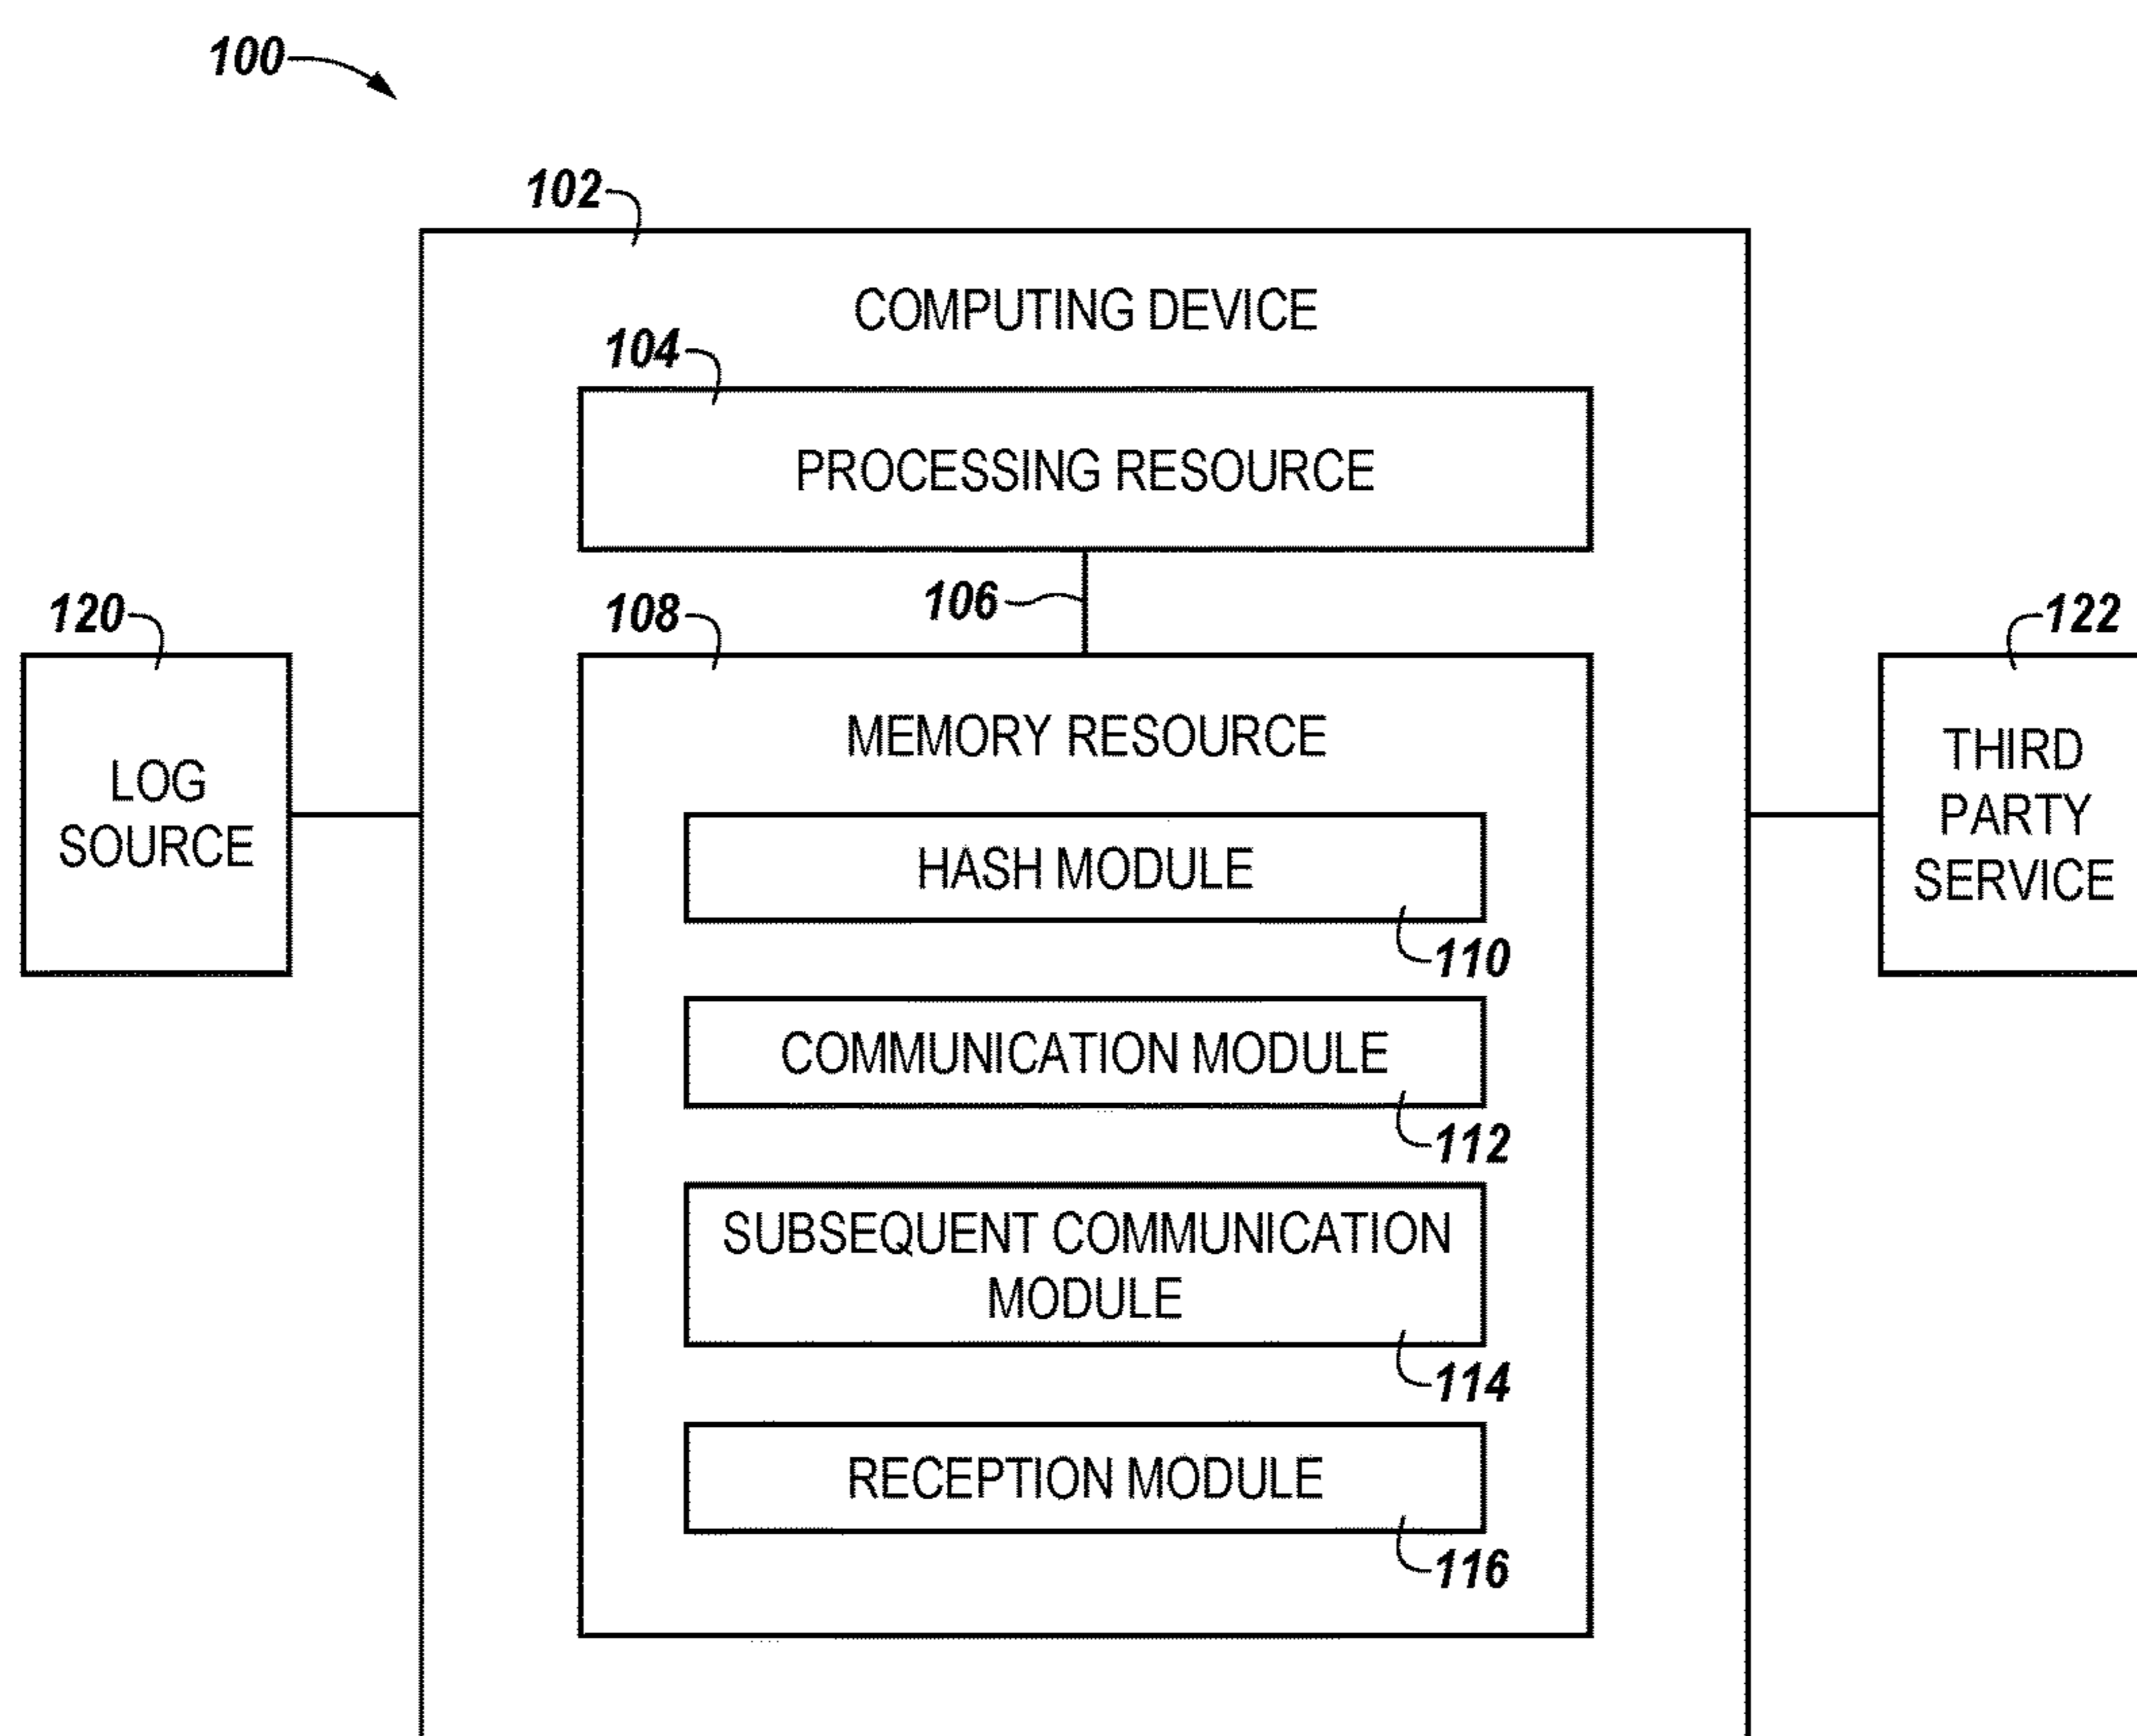 100
102
COMPUTING DEVICE
104
PROCESSING RESOURCE
106
120
108
122
LOG
SOURCE
MEMORY RESOURCE
THIRD
PARTY
SERVICE
HASH MODULE
110
COMMUNICATION MODULE
112
SUBSEQUENT COMMUNICATION
MODULE
114
RECEPTION MODULE
116